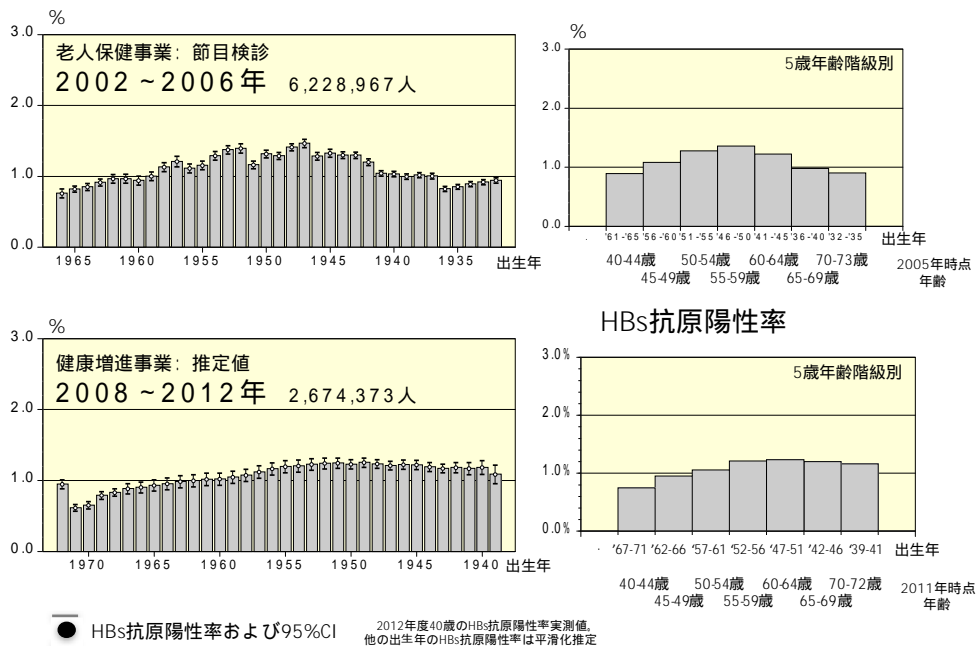 %
3.0
老人保健事業: 節目検診
2002~2006年 6,228,967人
2.0
1.0
0.0
1965 1960 1955 1950 1945 1940 1935 出生年
%
3.0
5歳年齢階級別
2.0
1.0
0.0
'61-'65 '56-'60 '51-'55 '46-'50 '41-'45 '36-'40 '32-'35 出生年
40-44歳 50-54歳 60-64歳 70-73歳
45-49歳 55-59歳 65-69歳
2005年時点
年齢
HBs抗原陽性率
%
3.0
健康増進事業: 推定値
2008~2012年 2,674,373人
2.0
1.0
0.0
1970 1965 1960 1955 1950 1945 1940 出生年
3.0%
5歳年齢階級別
2.0%
1.0%
0.0%
'67-71 '62-66 '57-61 '52-56 '47-51 '42-46 '39-41 出生年
40-44歳 50-54歳 60-64歳 70-72歳
45-49歳 55-59歳 65-69歳
2011年時点
年齢
HBs抗原陽性率および95%CI
2012年度40歳のHBs抗原陽性率実測値。
他の出生年のHBs抗原陽性率は平滑化推定